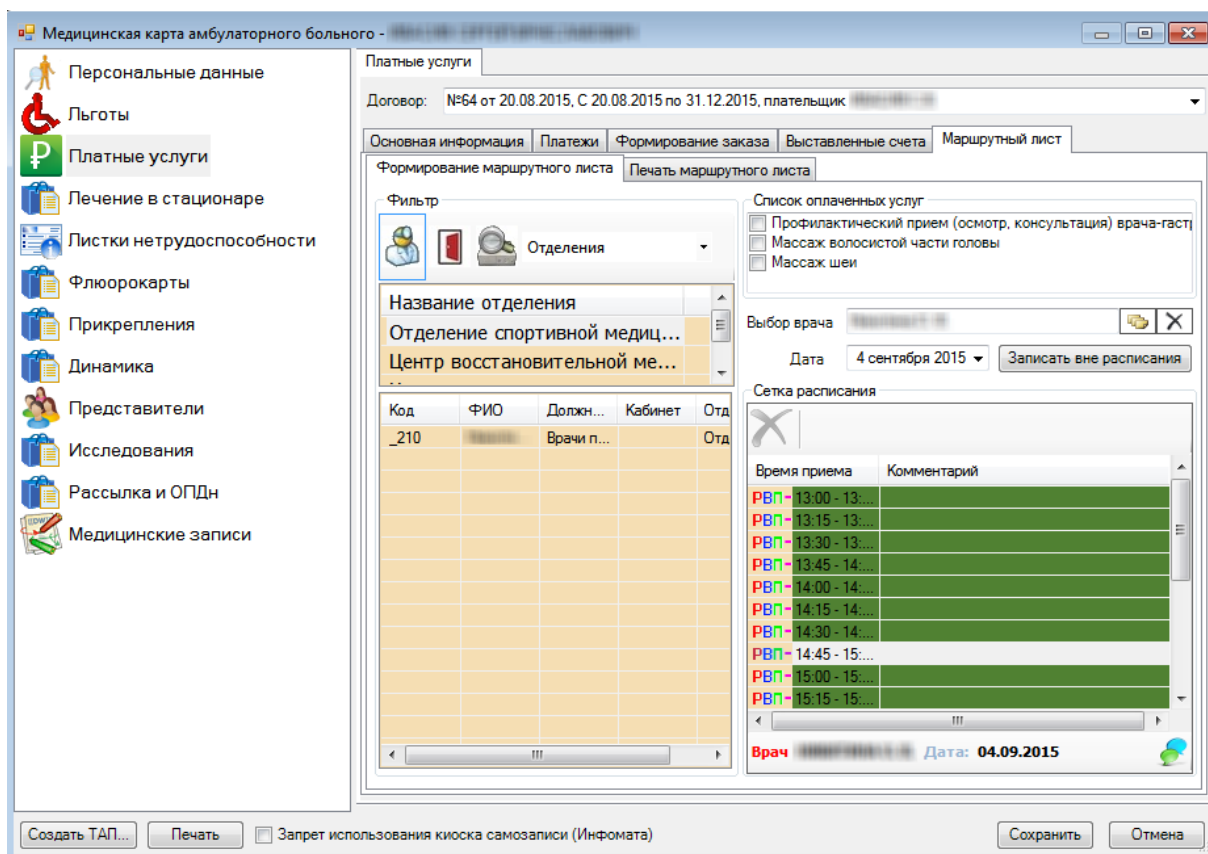 Медицинская карта амбулаторного больного -
Персональные данные
Льготы
Платные услуги
Лечение в стационаре
Листки нетрудоспособности
Флюорокарты
Прикрепления
Динамика
Представители
Исследования
Рассылка и ОПДн
Медицинские записи
Платные услуги
Договор: №64 от 20.08.2015, С 20.08.2015 по 31.12.2015, плательщик
Основная информация Платежи Формирование заказа Выставленные счета Маршрутный лист
Формирование маршрутного листа Печать маршрутного листа
Фильтр
Отделения
Название отделения
Отделение спортивной медиц...
Центр восстановительной ме...
Код ФИО Должн... Кабинет Отд
_210 Врачи п... Отд
Список оплаченных услуг
Профилактический прием (осмотр, консультация) врача-гаст
Массаж волосистой части головы
Массаж шеи
Выбор врача
Дата 4 сентября 2015 Записать вне расписания
Сетка расписания
Время приема Комментарий
РВП- 13:00 - 13:...
РВП- 13:15 - 13:...
РВП- 13:30 - 13:...
РВП- 13:45 - 14:...
РВП- 14:00 - 14:...
РВП- 14:15 - 14:...
РВП- 14:30 - 14:...
РВП- 14:45 - 15:...
РВП- 15:00 - 15:...
РВП- 15:15 - 15:...
Врач Дата: 04.09.2015
Создать ТАП... Печать Запрет использования киоска самозаписи (Инфомата) Сохранить Отмена